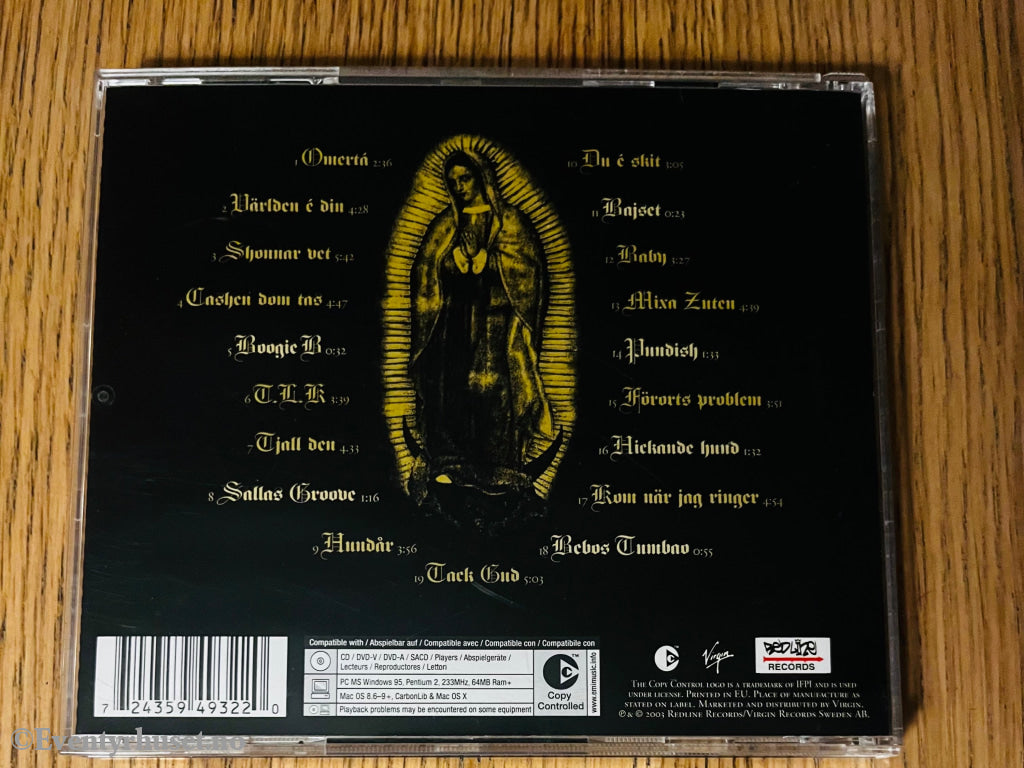 1 Omertá 2:36
2 Världen é din 4:28
3 Shonnar vet 5:42
4 Cashen dom tas 4:47
5 Boogie B 0:32
6 T.L.K 3:39
7 Tjall den 4:33
8 Sallas Groove 1:16
9 Hundår 3:56
10 Du é skit 3:05
11 Bajset 0:23
12 Baby 3:27
13 Mixa Zuten 4:39
14 Pundish 1:33
15 Förorts problem 3:51
16 Hickande hund 1:32
17 Kom när jag ringer 4:54
18 Bebos Tumbao 0:55
19 Tack Gud 5:03
7 24359 49322 0
Compatible with / Abspielbar auf / Compatible avec / Compatible con / Compatibile con
CD / DVD-V / DVD-A / SACD / Players / Abspielgeräte /
Lecteurs / Reproductores / Lettori
PC MS Windows 95, Pentium 2, 233MHz, 64MB Ram+
Mac OS 8.6-9+, CarbonLib & Mac OS X
Playback problems may be encountered on some equipment
Copy
Controlled
™
www.emimusic.info
Virgin
REDLINE
RECORDS
The Copy Control logo is a trademark of IFPI and is used
under license. Printed in EU. Place of manufacture as
stated on label. Marketed and distributed by Virgin.
℗ & © 2003 Redline Records/Virgin Records Sweden AB.
©Eventyrhuset.no